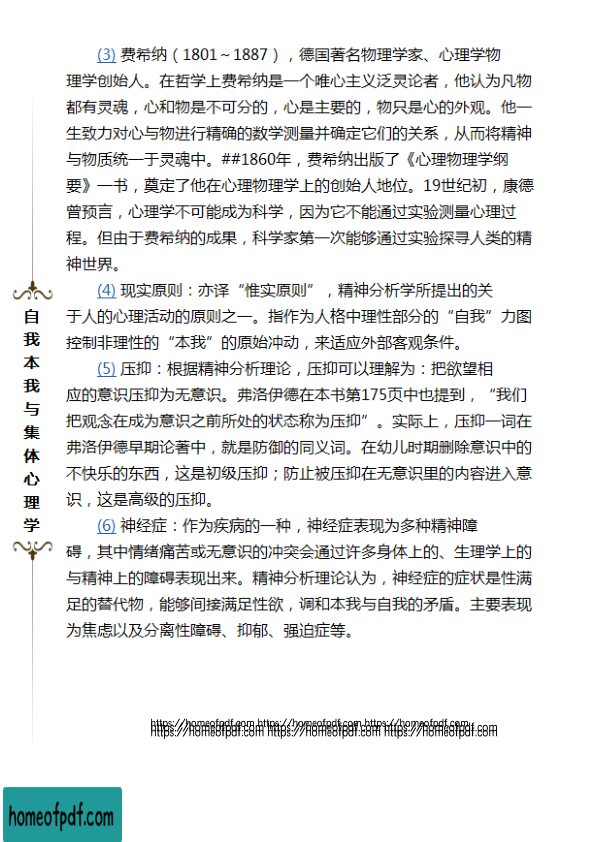 (3) 费希纳（1801～1887），德国著名物理学家、心理学物
理学创始人。在哲学上费希纳是一个唯心主义泛灵论者，他认为凡物
都有灵魂，心和物是不可分的，心是主要的，物只是心的外观。他一
生致力对心与物进行精确的数学测量并确定它们的关系，从而将精神
与物质统一于灵魂中。##1860年，费希纳出版了《心理物理学纲
要》一书，奠定了他在心理物理学上的创始人地位。19世纪初，康德
曾预言，心理学不可能成为科学，因为它不能通过实验测量心理过
程。但由于费希纳的成果，科学家第一次能够通过实验探寻人类的精
神世界。
(4) 现实原则：亦译“惟实原则”，精神分析学所提出的关
于人的心理活动的原则之一。指作为人格中理性部分的“自我”力图
控制非理性的“本我”的原始冲动，来适应外部客观条件。
(5) 压抑：根据精神分析理论，压抑可以理解为：把欲望相
应的意识压抑为无意识。弗洛伊德在本书第175页中也提到，“我们
把观念在成为意识之前所处的状态称为压抑”。实际上，压抑一词在
弗洛伊德早期论著中，就是防御的同义词。在幼儿时期删除意识中的
不快乐的东西，这是初级压抑；防止被压抑在无意识里的内容进入意
识，这是高级的压抑。
(6) 神经症：作为疾病的一种，神经症表现为多种精神障
碍，其中情绪痛苦或无意识的冲突会通过许多身体上的、生理学上的
与精神上的障碍表现出来。精神分析理论认为，神经症的症状是性满
足的替代物，能够间接满足性欲，调和本我与自我的矛盾。主要表现
为焦虑以及分离性障碍、抑郁、强迫症等。
自我本我与集体心理学
https://homeofpdf.com https://homeofpdf.com https://homeofpdf.com
https://homeofpdf.com https://homeofpdf.com https://homeofpdf.com
homeofpdf.com